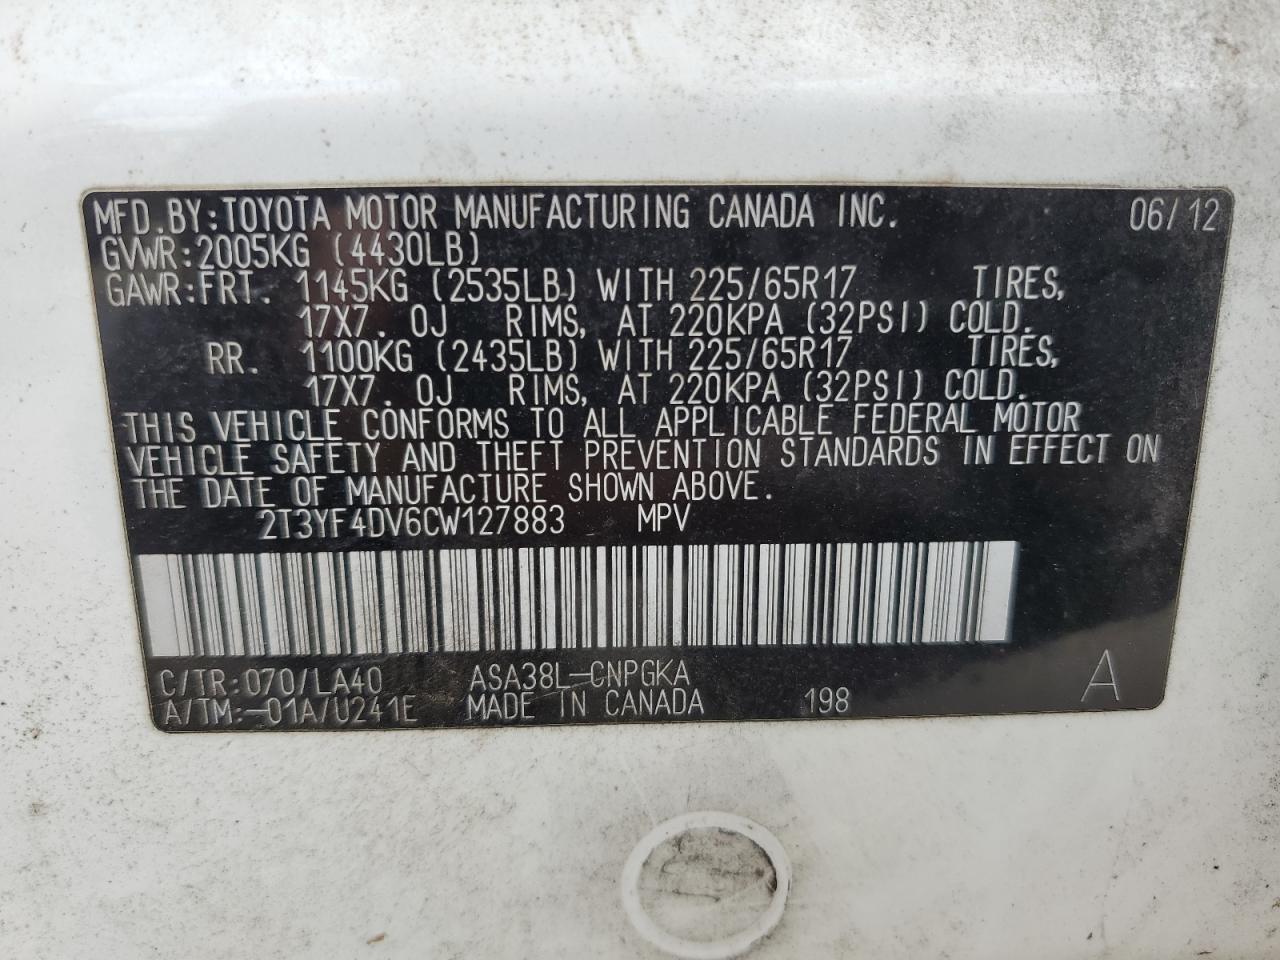 MFD.BY:TOYOTA MOTOR MANUFACTURING CANADA INC. 06/12
GVWR:2005KG (4430LB)
GAWR:FRT. 1145KG (2535LB) WITH 225/65R17 TIRES,
17X7.0J RIMS, AT 220KPA (32PSI) COLD.
RR. 1100KG (2435LB) WITH 225/65R17 TIRES,
17X7.0J RIMS, AT 220KPA (32PSI) COLD.
THIS VEHICLE CONFORMS TO ALL APPLICABLE FEDERAL MOTOR
VEHICLE SAFETY AND THEFT PREVENTION STANDARDS IN EFFECT ON
THE DATE OF MANUFACTURE SHOWN ABOVE.
2T3YF4DV6CW127883 MPV
C/TR:070/LA40 ASA38L-CNPGKA
A/TM:-01A/U241E MADE IN CANADA 198 A